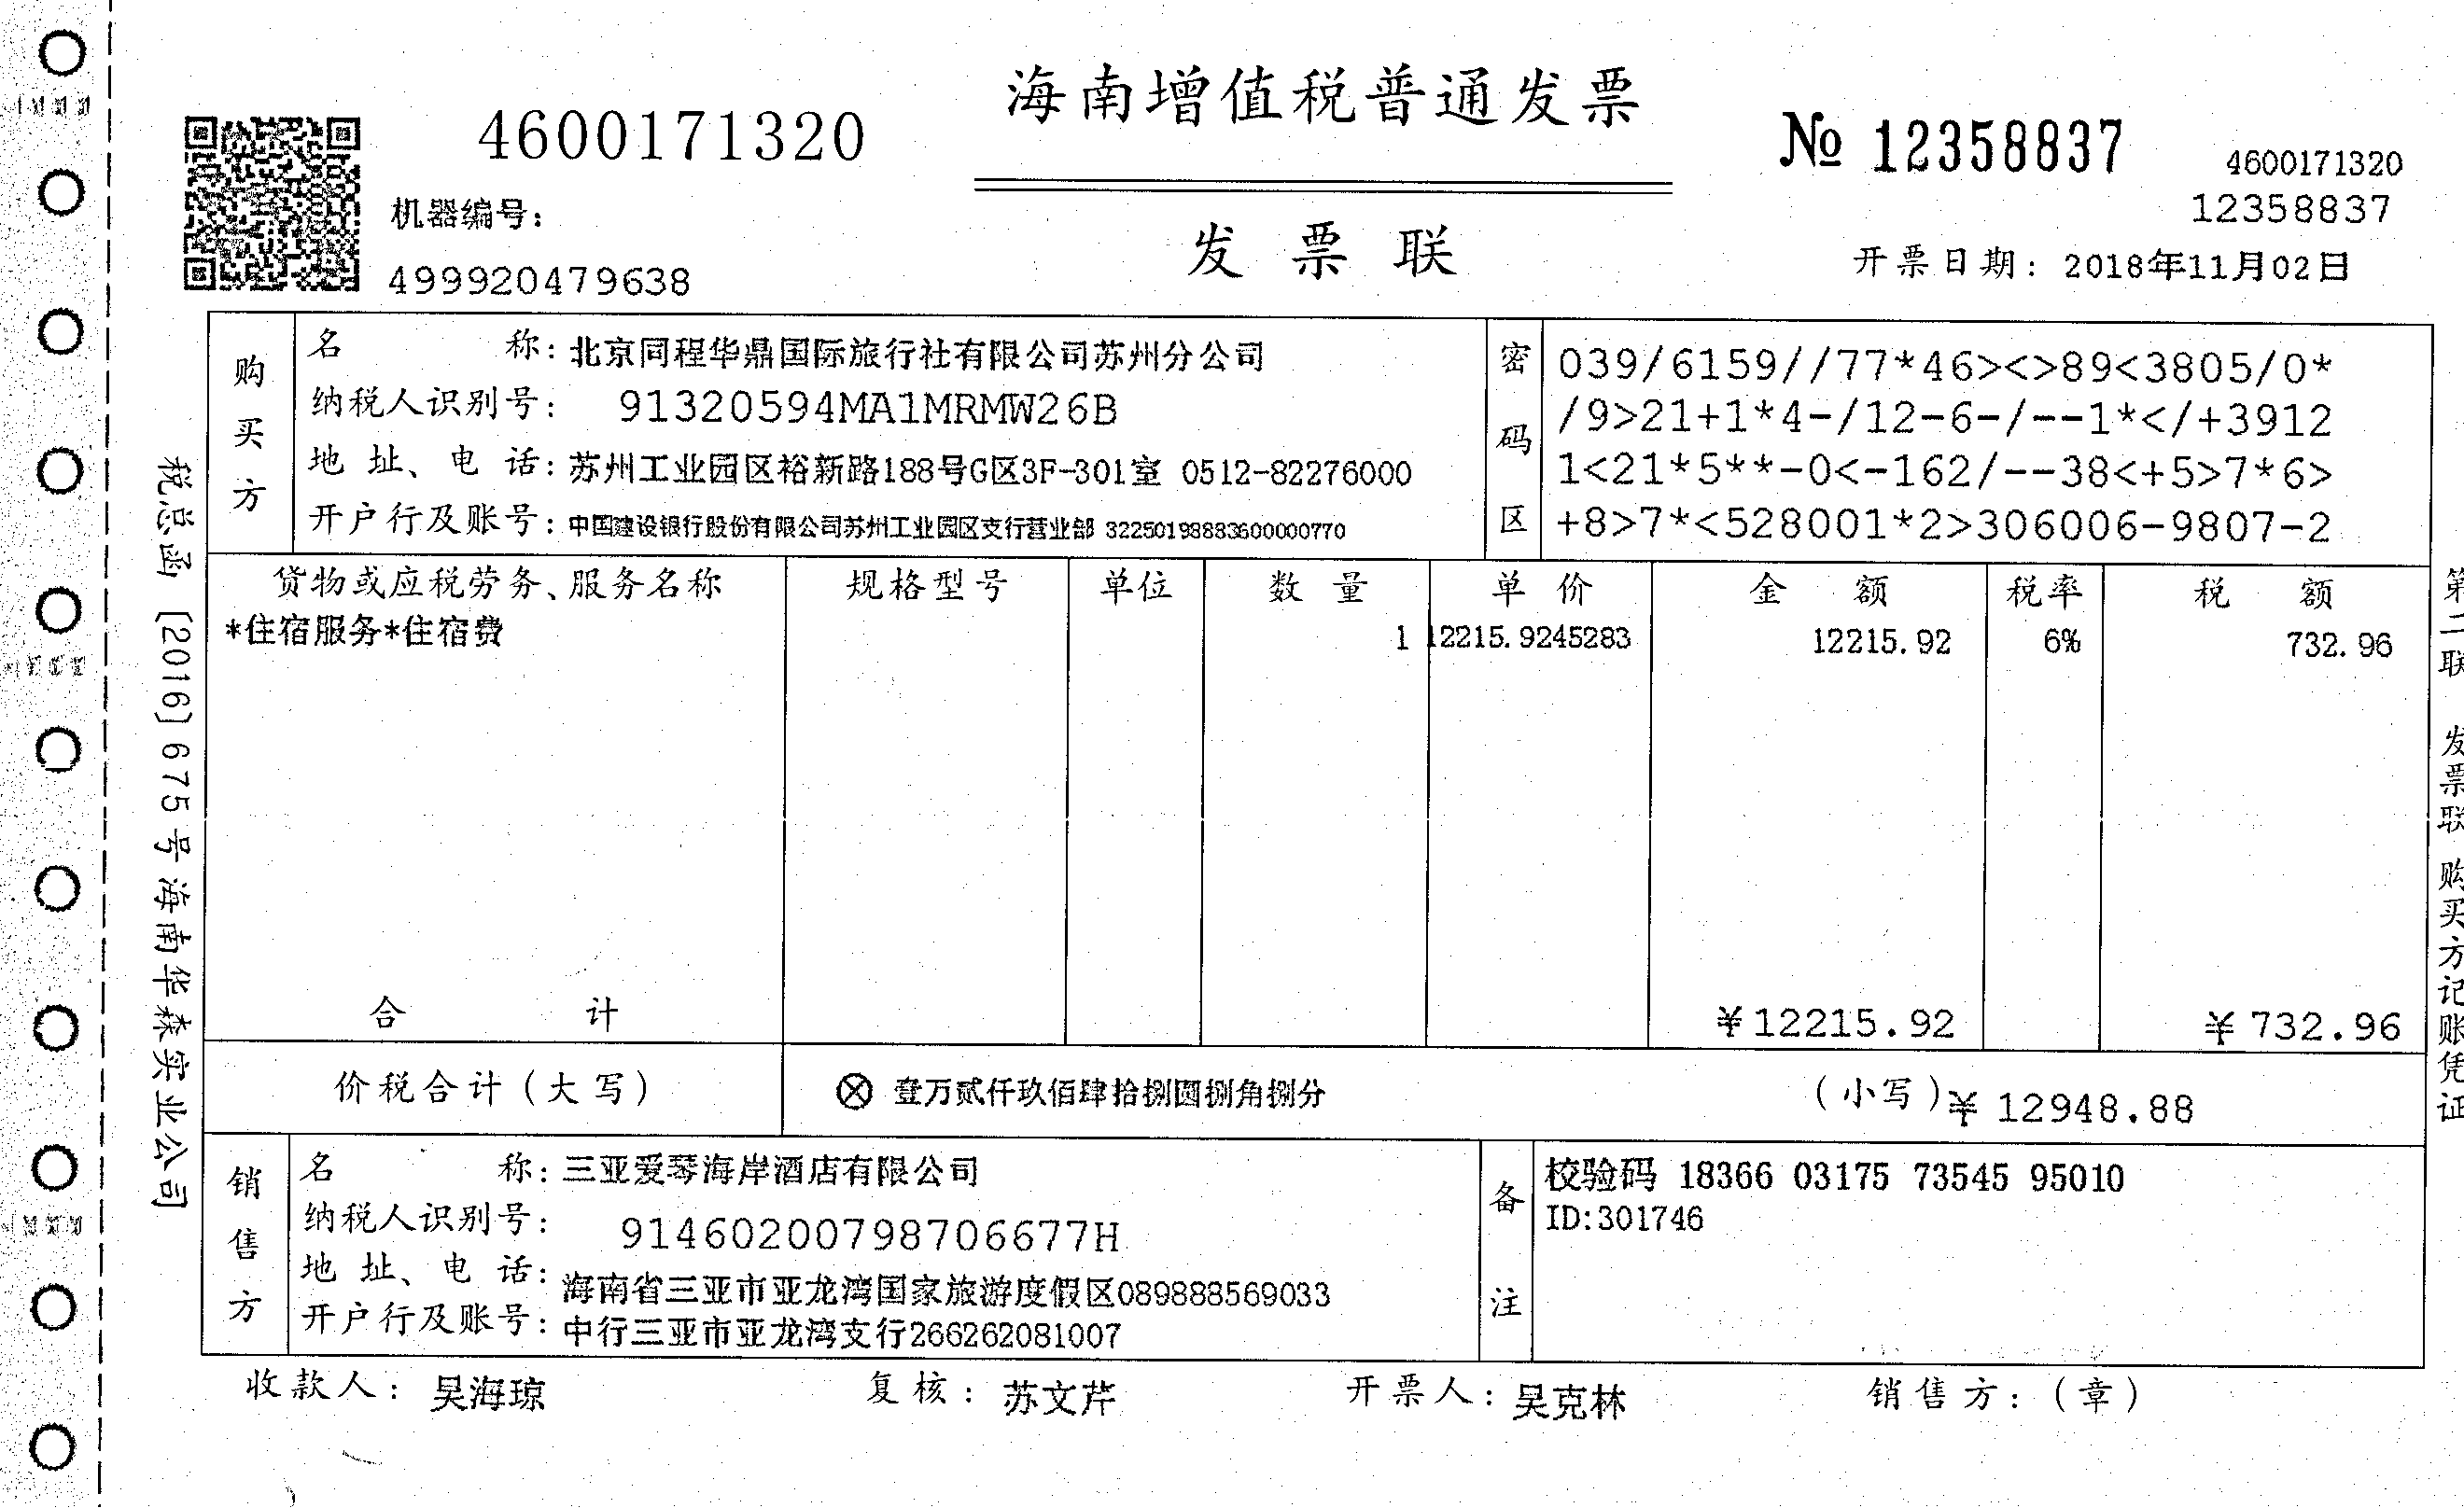 海南增值税普通发票
4600171320
№ 12358837
4600171320
12358837
机器编号:
499920479638
发票联
开票日期: 2018年11月02日
购买方
名称: 北京同程华鼎国际旅行社有限公司苏州分公司
纳税人识别号: 91320594MA1MRMW26B
地址、电话: 苏州工业园区裕新路188号G区3F-301室 0512-82276000
开户行及账号: 中国建设银行股份有限公司苏州工业园区支行营业部 32250198883600000770
密码区
039/6159//77*46><>89<3805/0*
/9>21+1*4-/12-6-/--1*</+3912
1<21*5**-0<-162/--38<+5>7*6>
+8>7*<528001*2>306006-9807-2
货物或应税劳务、服务名称 规格型号 单位 数量 单价 金额 税率 税额
*住宿服务*住宿费 1 12215.9245283 12215.92 6% 732.96
合计 ¥12215.92 ¥732.96
价税合计(大写) ⊗ 壹万贰仟玖佰肆拾捌圆捌角捌分 (小写)¥ 12948.88
销售方
名称: 三亚爱琴海岸酒店有限公司
纳税人识别号: 91460200798706677H
地址、电话: 海南省三亚市亚龙湾国家旅游度假区089888569033
开户行及账号: 中行三亚市亚龙湾支行266262081007
备注
校验码 18366 03175 73545 95010
ID:301746
收款人: 吴海琼 复核: 苏文芹 开票人: 吴克林 销售方:(章)
税总函[2016]675号海南华森实业公司
第二联 发票联 购买方记账凭证